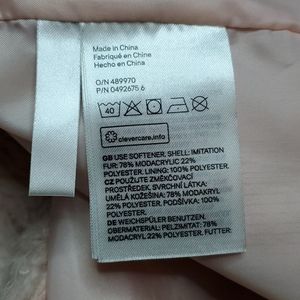 Made in China
Fabriqué en Chine
Hecho en China
O/N 489970
P/N 0492675 6
40
clevercare.info
GB USE SOFTENER. SHELL: IMITATION
FUR: 78% MODACRYLIC 22%
POLYESTER. LINING: 100%
POLYESTER.
CZ POUŽIJTE ZMĚKČOVACÍ
PROSTŘEDEK. SVRCHNÍ LÁTKA:
UMĚLÁ KOŽEŠINA: 78% MODAKRYL
22% POLYESTER. PODŠÍVKA: 100%
POLYESTER.
DE WEICHSPÜLER BENUTZEN.
OBERMATERIAL: PELZIMITAT: 78%
MODACRYL 22% POLYESTER. FUTTER: